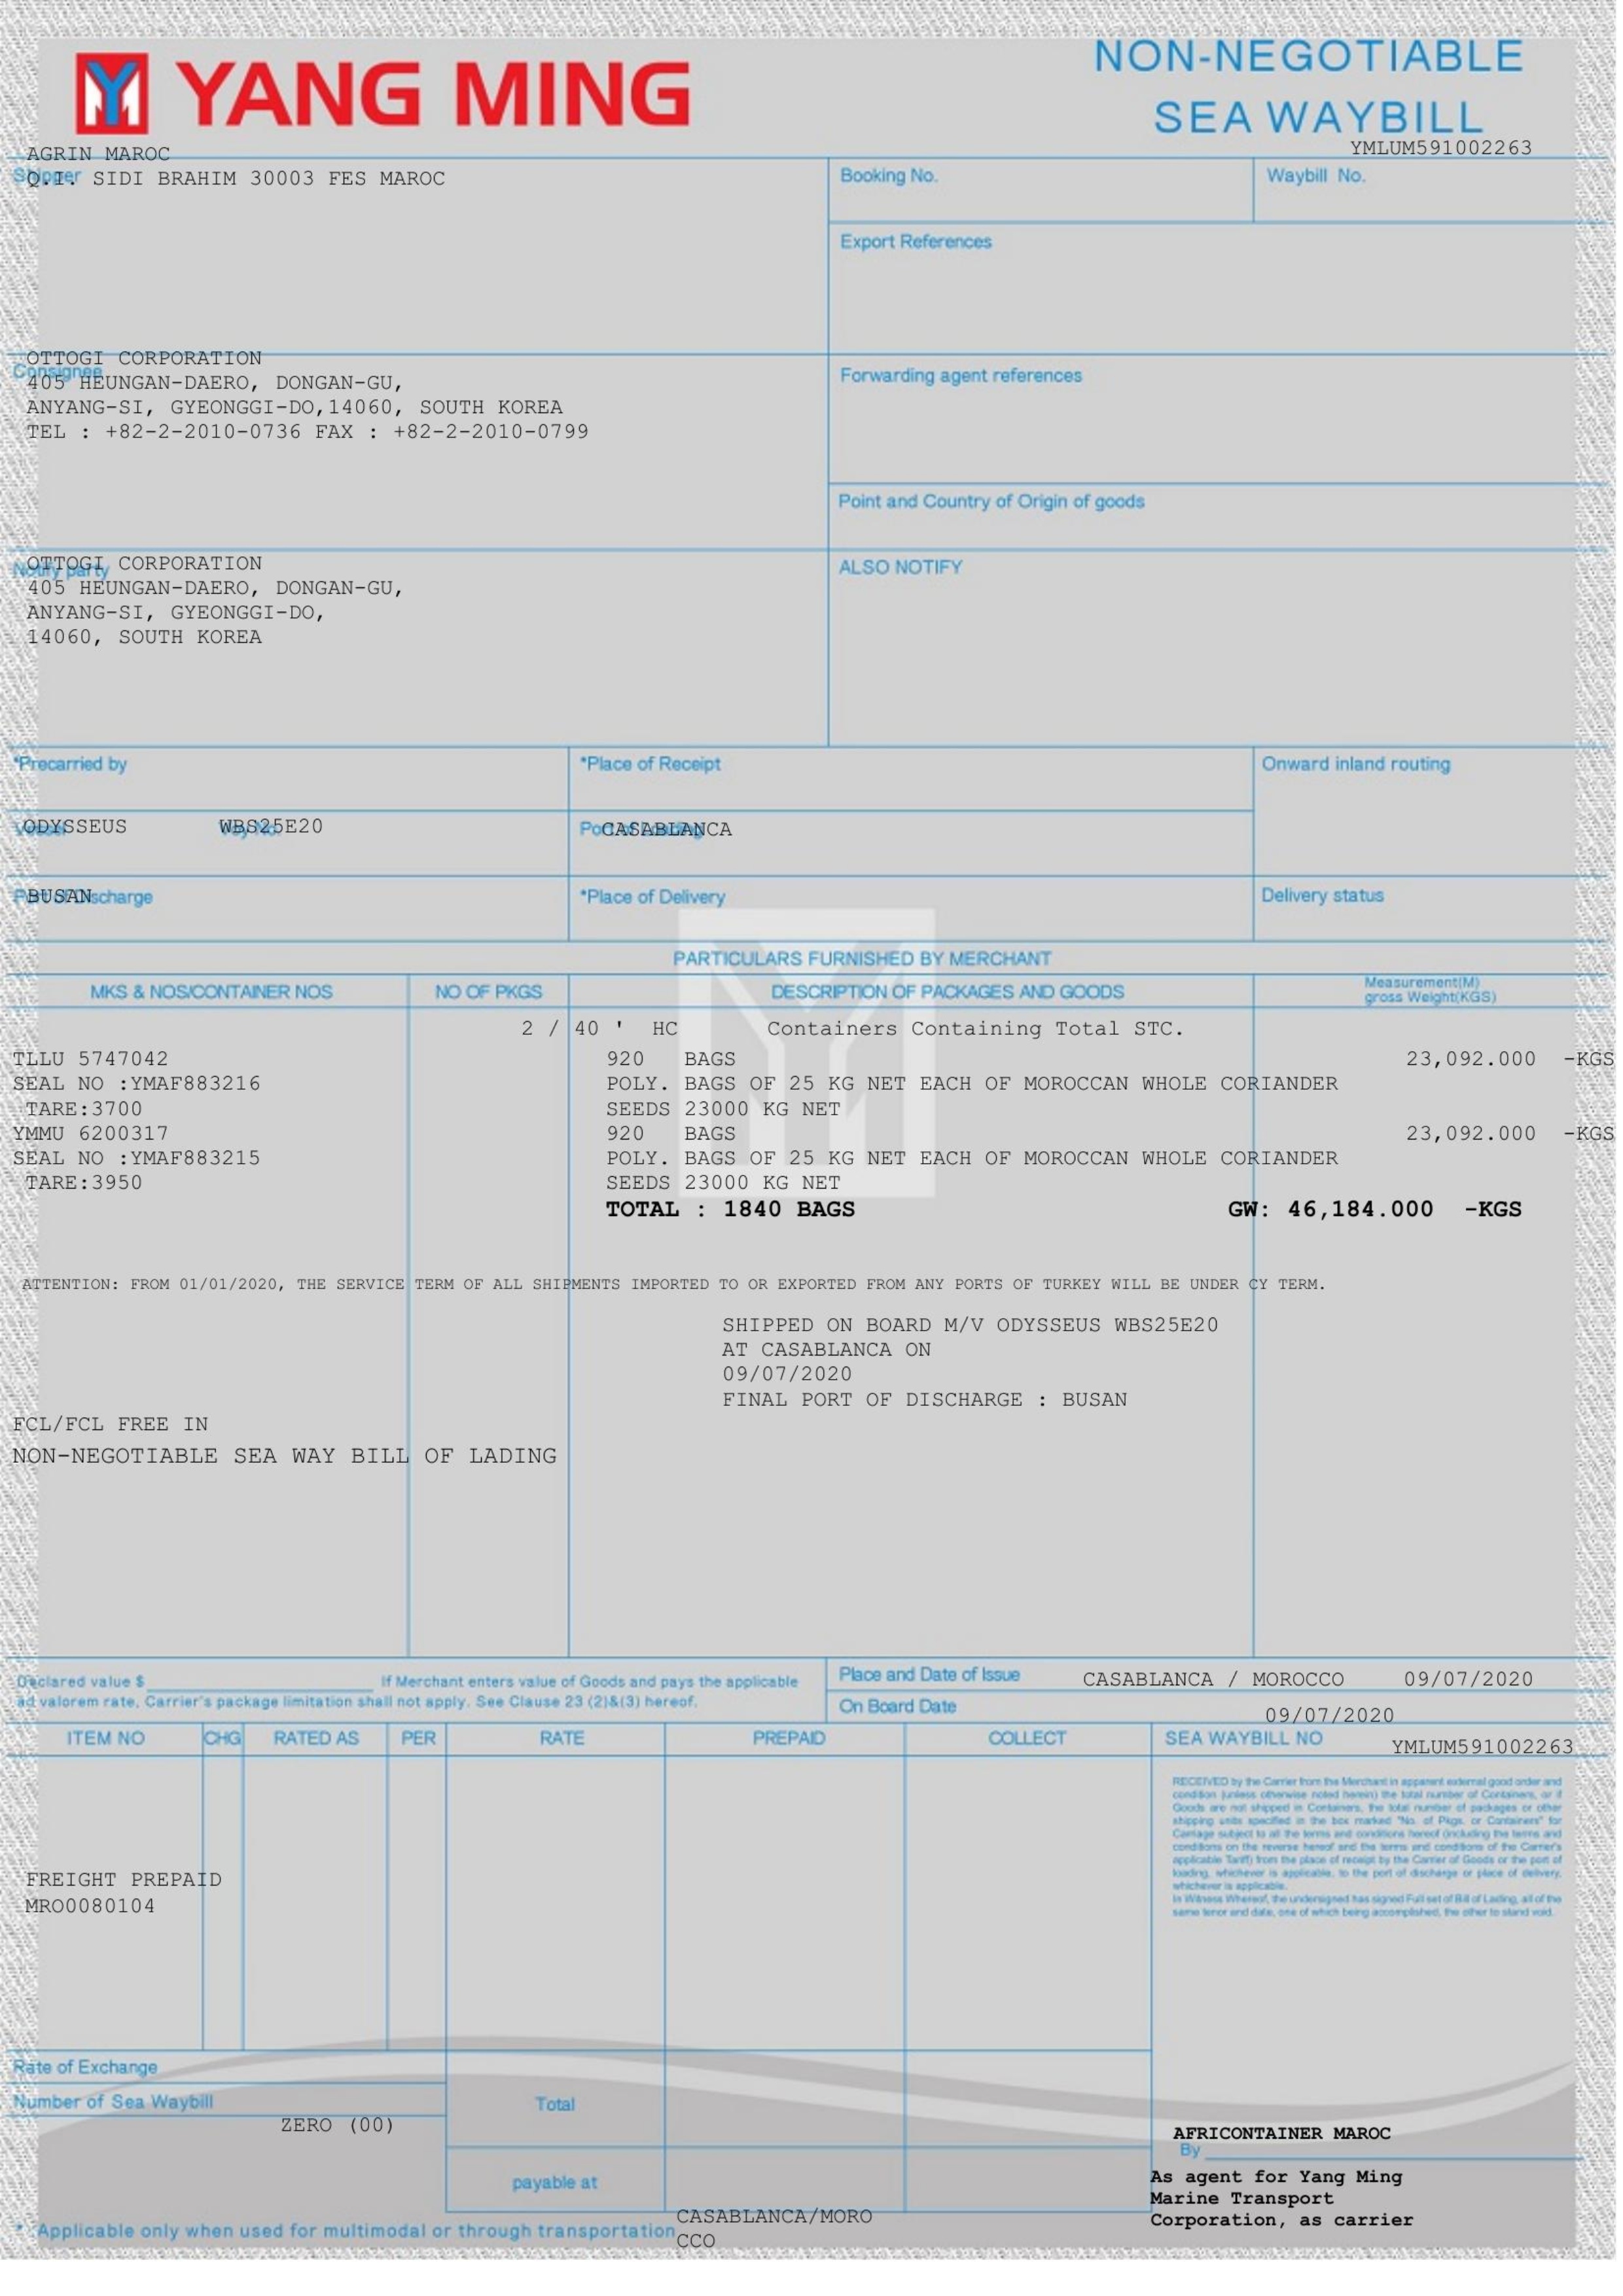 YANG MING
NON-NEGOTIABLE
SEA WAYBILL
YMLUM591002263
AGRIN MAROC
Shipper
Q.I. SIDI BRAHIM 30003 FES MAROC
Booking No.
Waybill No.
Export References
OTTOGI CORPORATION
Consignee
405 HEUNGAN-DAERO, DONGAN-GU,
ANYANG-SI, GYEONGGI-DO,14060, SOUTH KOREA
TEL : +82-2-2010-0736 FAX : +82-2-2010-0799
Forwarding agent references
Point and Country of Origin of goods
OTTOGI CORPORATION
Notify party
405 HEUNGAN-DAERO, DONGAN-GU,
ANYANG-SI, GYEONGGI-DO,
14060, SOUTH KOREA
ALSO NOTIFY
*Precarried by
*Place of Receipt
Onward inland routing
Vessel
ODYSSEUS
Voy No.
WBS25E20
Port of Loading
CASABLANCA
Port of Discharge
BUSAN
*Place of Delivery
Delivery status
PARTICULARS FURNISHED BY MERCHANT
MKS & NOS/CONTAINER NOS
NO OF PKGS
DESCRIPTION OF PACKAGES AND GOODS
Measurement(M)
gross Weight(KGS)
2 / 40 ' HC Containers Containing Total STC.
TLLU 5747042 920 BAGS 23,092.000 -KGS
SEAL NO :YMAF883216 POLY. BAGS OF 25 KG NET EACH OF MOROCCAN WHOLE CORIANDER
TARE:3700 SEEDS 23000 KG NET
YMMU 6200317 920 BAGS 23,092.000 -KGS
SEAL NO :YMAF883215 POLY. BAGS OF 25 KG NET EACH OF MOROCCAN WHOLE CORIANDER
TARE:3950 SEEDS 23000 KG NET
TOTAL : 1840 BAGS GW: 46,184.000 -KGS
ATTENTION: FROM 01/01/2020, THE SERVICE TERM OF ALL SHIPMENTS IMPORTED TO OR EXPORTED FROM ANY PORTS OF TURKEY WILL BE UNDER CY TERM.
SHIPPED ON BOARD M/V ODYSSEUS WBS25E20
AT CASABLANCA ON
09/07/2020
FINAL PORT OF DISCHARGE : BUSAN
FCL/FCL FREE IN
NON-NEGOTIABLE SEA WAY BILL OF LADING
Declared value $ If Merchant enters value of Goods and pays the applicable
ad valorem rate, Carrier's package limitation shall not apply. See Clause 23 (2)&(3) hereof.
Place and Date of Issue CASABLANCA / MOROCCO 09/07/2020
On Board Date 09/07/2020
ITEM NO
CHG
RATED AS
PER
RATE
PREPAID
COLLECT
SEA WAYBILL NO YMLUM591002263
RECEIVED by the Carrier from the Merchant in apparent external good order and
condition (unless otherwise noted herein) the total number of Containers, or if
Goods are not shipped in Containers, the total number of packages or other
shipping units specified in the box marked "No. of Pkgs. or Containers" for
Carriage subject to all the terms and conditions hereof (including the terms and
conditions on the reverse hereof and the terms and conditions of the Carrier's
applicable Tariff) from the place of receipt by the Carrier of Goods or the port of
loading, whichever is applicable, to the port of discharge or place of delivery,
whichever is applicable.
In Witness Whereof, the undersigned has signed Full set of Bill of Lading, all of the
same tenor and date, one of which being accomplished, the other to stand void.
FREIGHT PREPAID
MRO0080104
Rate of Exchange
Number of Sea Waybill
ZERO (00)
Total
payable at
CASABLANCA/MORO
CCO
AFRICONTAINER MAROC
By
As agent for Yang Ming
Marine Transport
Corporation, as carrier
* Applicable only when used for multimodal or through transportation